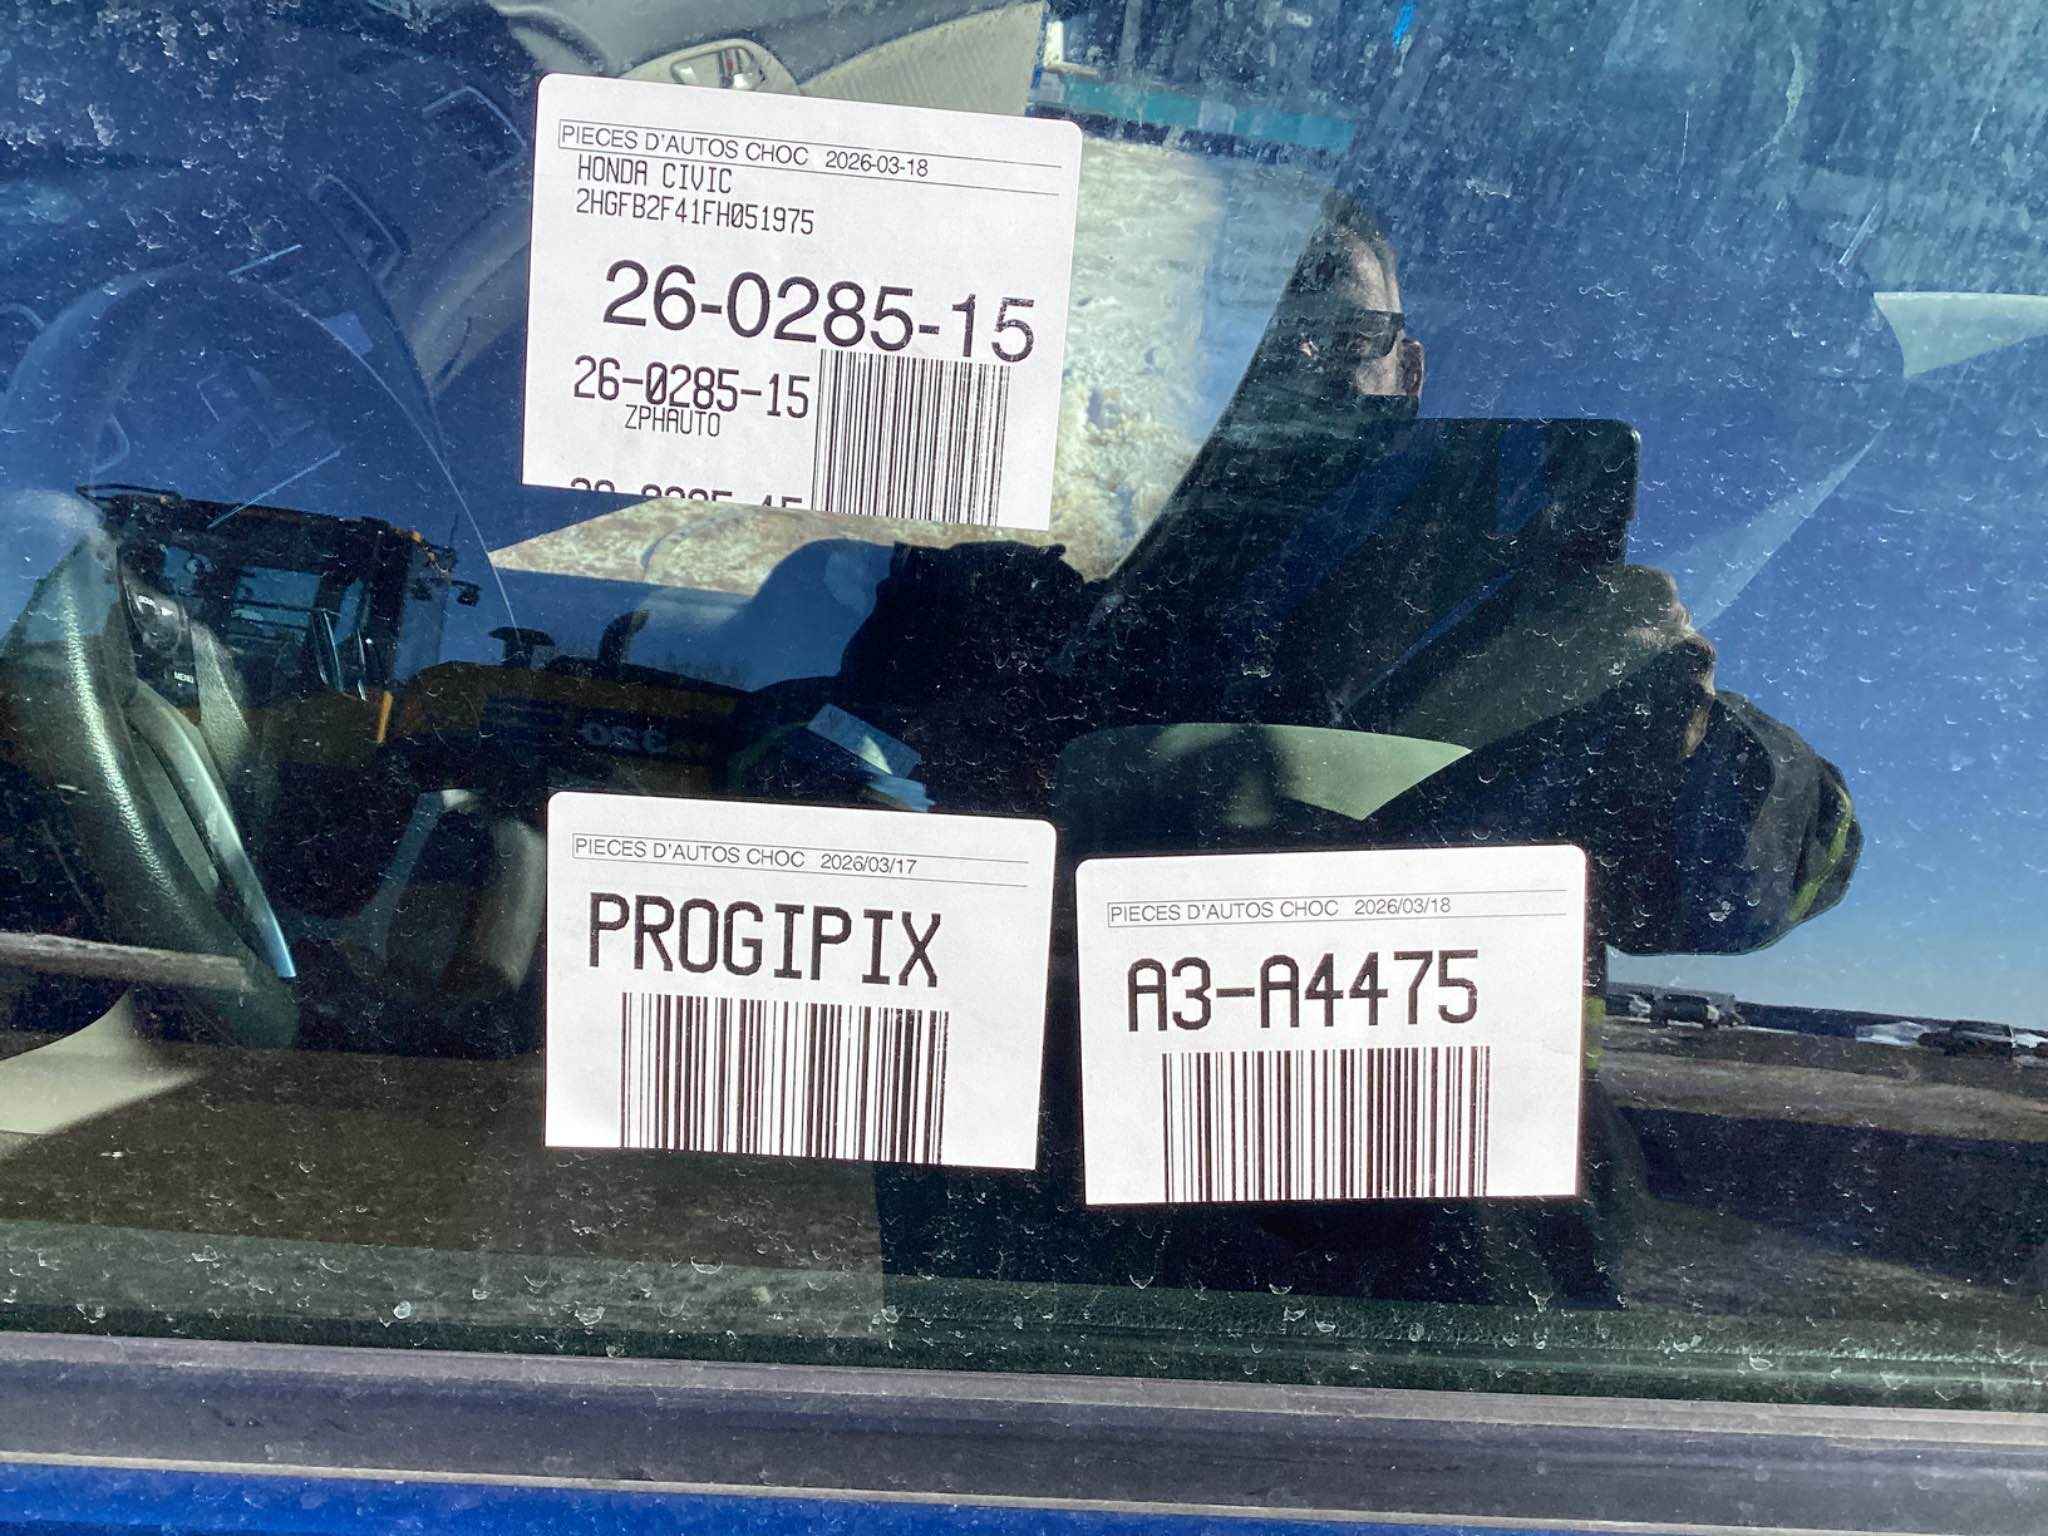 PIECES D'AUTOS CHOC 2026-03-18
HONDA CIVIC
2HGFB2F41FH051975
26-0285-15
26-0285-15
ZPHAUTO
MENU
PIECES D'AUTOS CHOC 2026/03/17
PROGIPIX
PIECES D'AUTOS CHOC 2026/03/18
A3-A4475